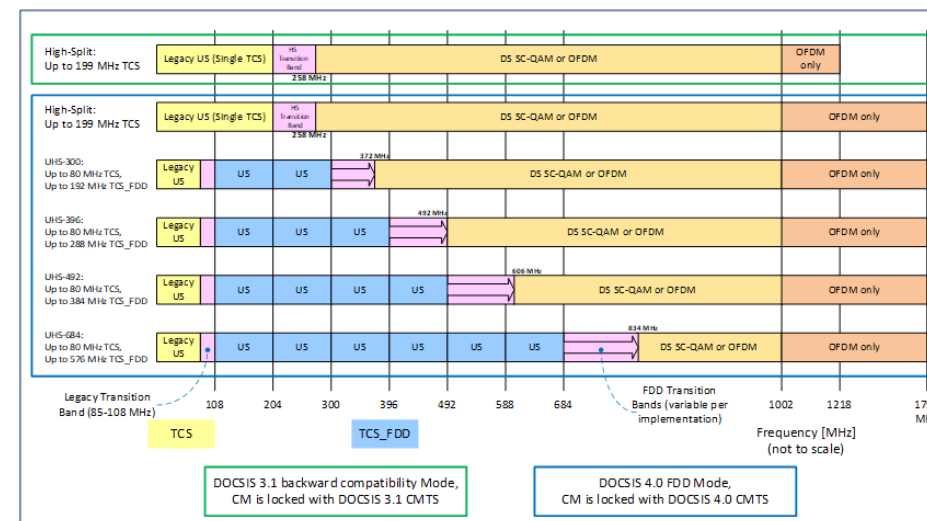 High-Split:
Up to 199 MHz TCS
Legacy US (Single TCS)
HS
Transition
Band
258 MHz
DS SC-QAM or OFDM
OFDM
only
High-Split:
Up to 199 MHz TCS
Legacy US (Single TCS)
HS
Transition
Band
258 MHz
DS SC-QAM or OFDM
OFDM only
UHS-300:
Up to 80 MHz TCS,
Up to 192 MHz TCS_FDD
Legacy
US
US
US
372 MHz
DS SC-QAM or OFDM
OFDM only
UHS-396:
Up to 80 MHz TCS,
Up to 288 MHz TCS_FDD
Legacy
US
US
US
US
492 MHz
DS SC-QAM or OFDM
OFDM only
UHS-492:
Up to 80 MHz TCS,
Up to 384 MHz TCS_FDD
Legacy
US
US
US
US
US
606 MHz
DS SC-QAM or OFDM
OFDM only
UHS-684:
Up to 80 MHz TCS,
Up to 576 MHz TCS_FDD
Legacy
US
US
US
US
US
US
US
834 MHz
DS SC-QAM or OFDM
OFDM only
Legacy Transition
Band (85-108 MHz)
108
204
300
396
492
588
684
FDD Transition
Bands (variable per
implementation)
1002
1218
TCS
TCS_FDD
Frequency [MHz]
(not to scale)
DOCSIS 3.1 backward compatibility Mode,
CM is locked with DOCSIS 3.1 CMTS
DOCSIS 4.0 FDD Mode,
CM is locked with DOCSIS 4.0 CMTS